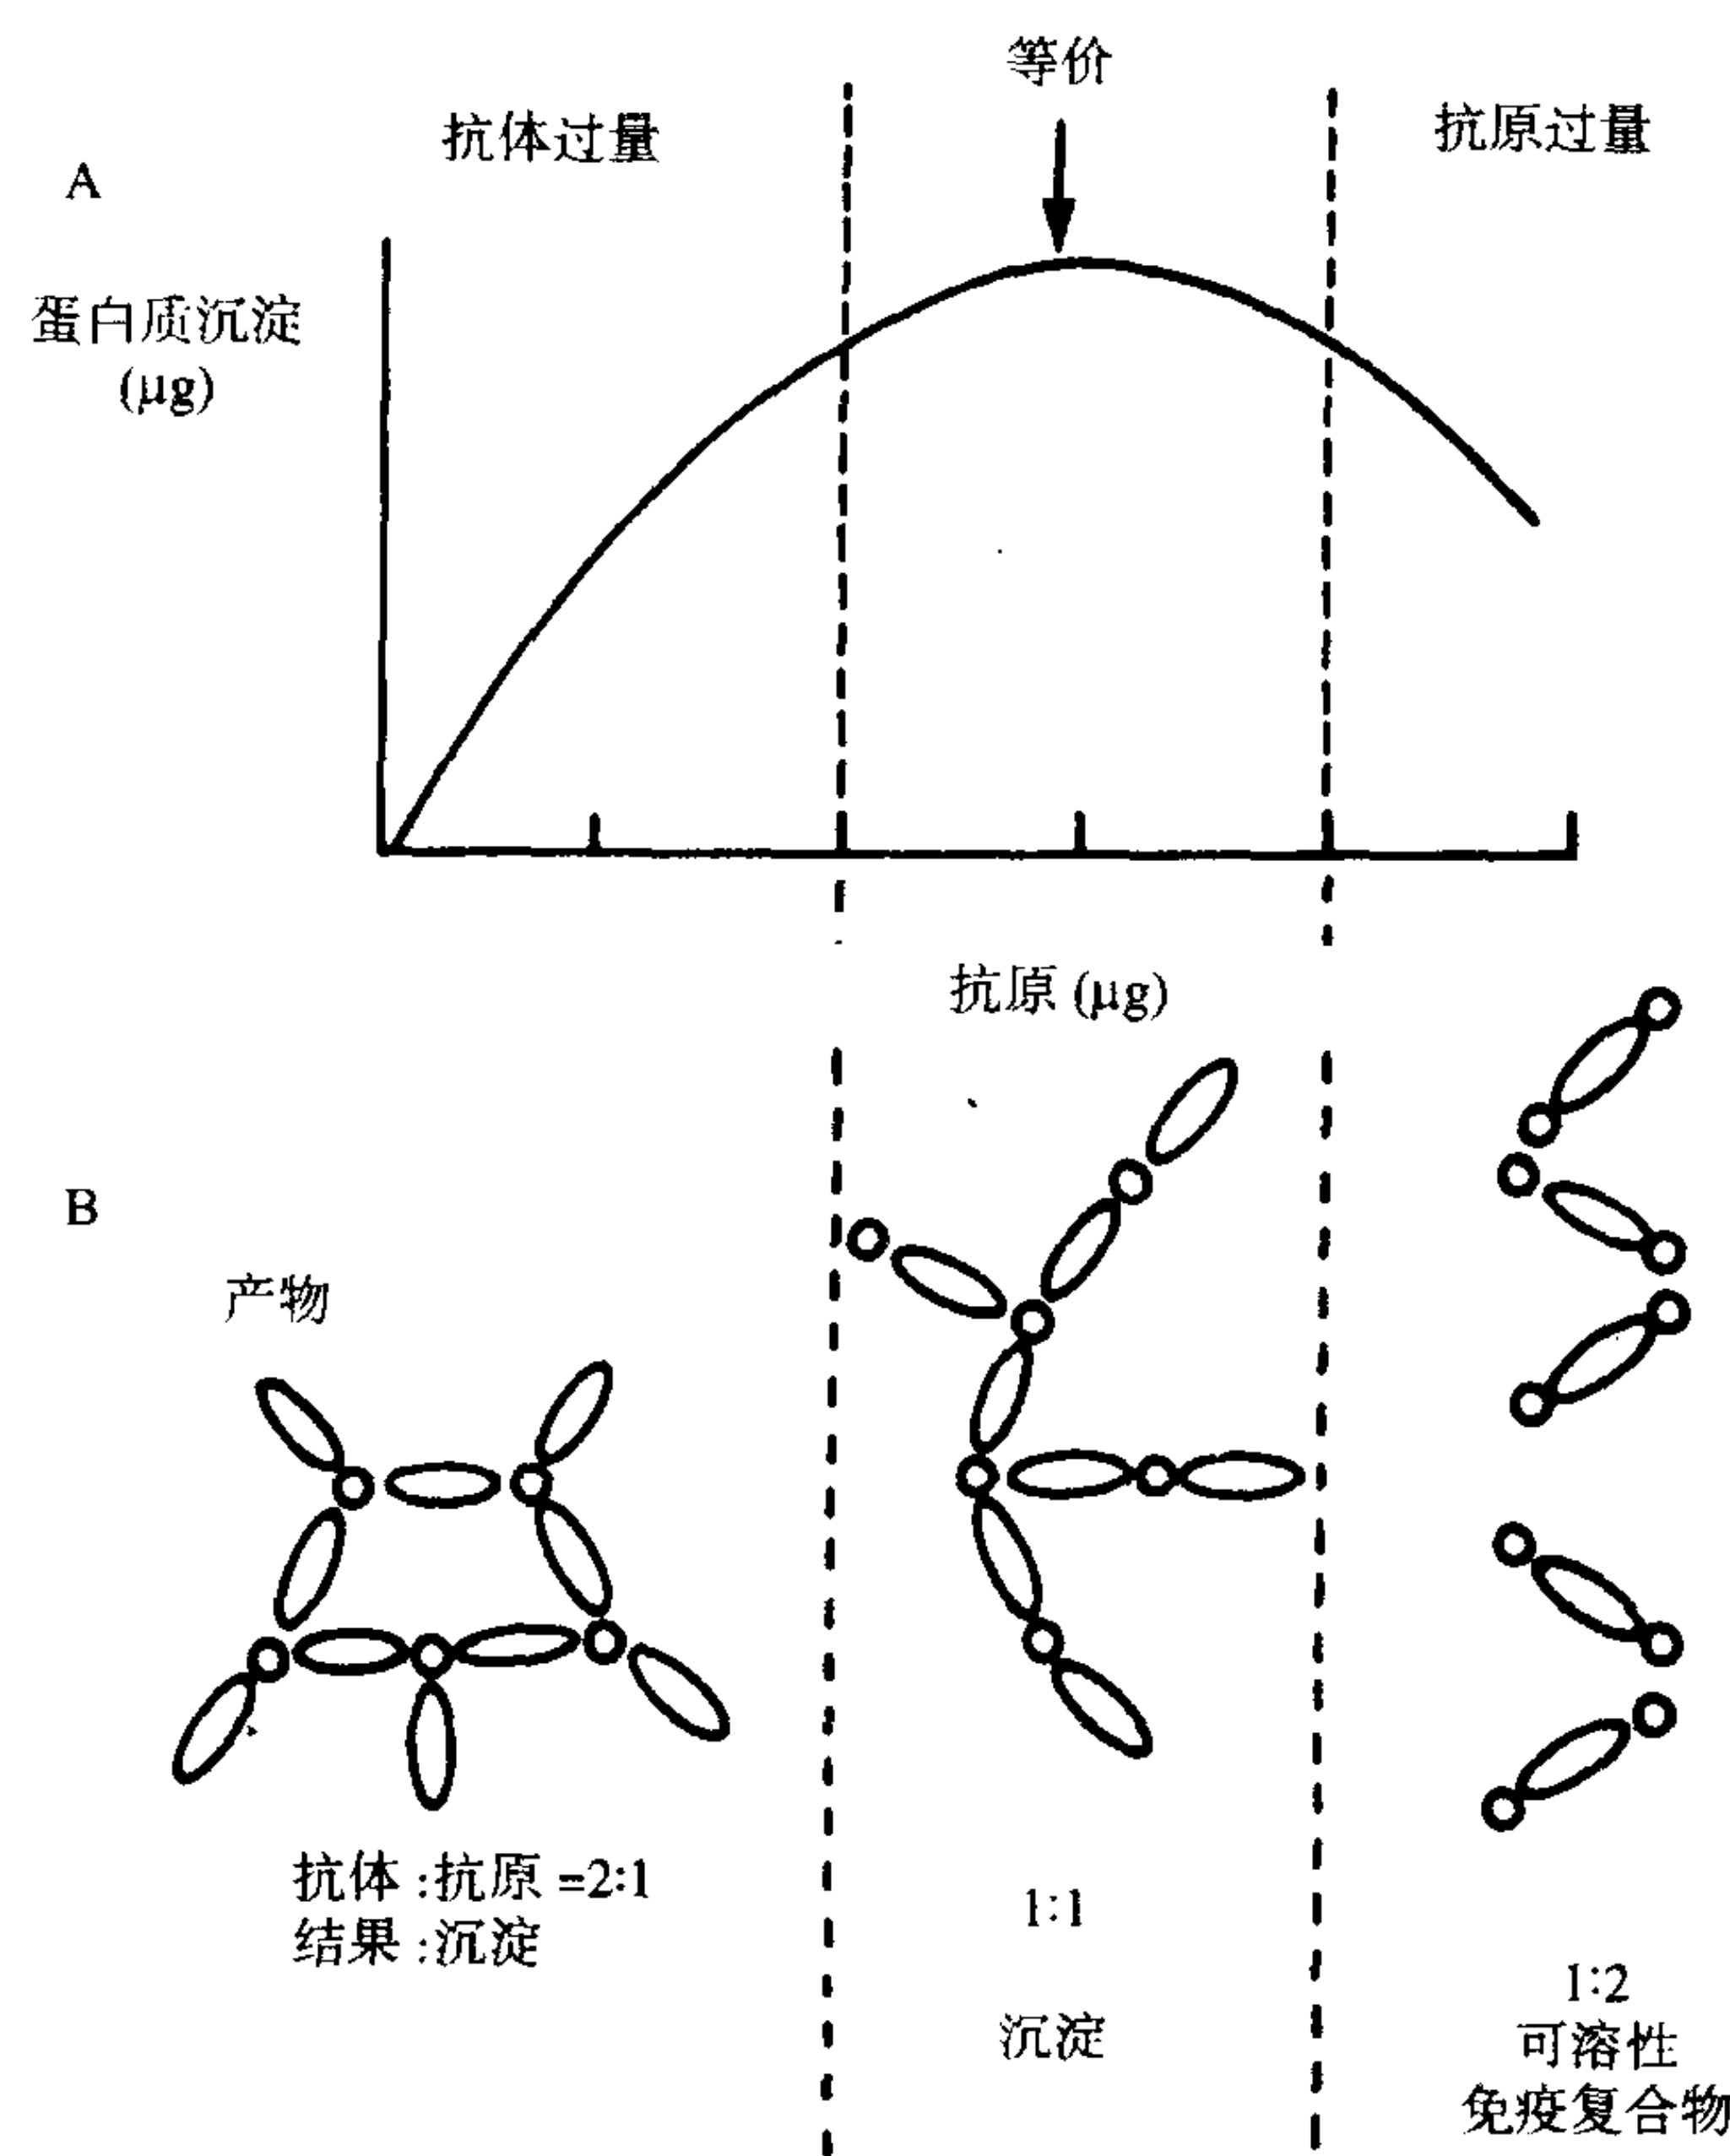 等价
抗体过量
抗原过量
A
蛋白质沉淀
(μg)
抗原 (μg)
B
产物
抗体 :抗原 =2:1
结果 :沉淀
1:1
沉淀
1:2
可溶性
免疫复合物